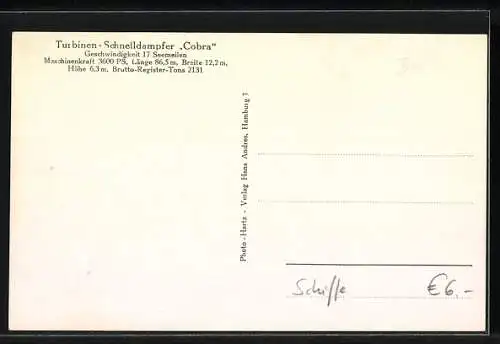 Turbinen-Schnelldampfer „Cobra"
Geschwindigkeit 17 Seemeilen
Maschinenkraft 3600 PS, Länge 86,5 m, Breite 12,2 m,
Höhe 6,3 m, Brutto-Register-Tons 2131
Photo-Hartz - Verlag Hans Andres, Hamburg 7
Schiffe €6.-